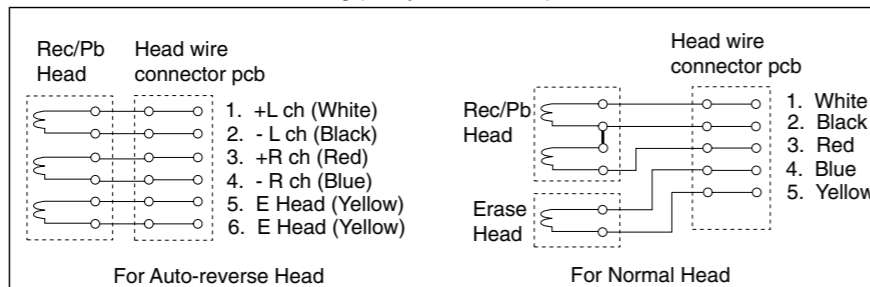 Rec/Pb Head
Head wire connector pcb
1. +L ch (White)
2. - L ch (Black)
3. +R ch (Red)
4. - R ch (Blue)
5. E Head (Yellow)
6. E Head (Yellow)
For Auto-reverse Head
Head wire connector pcb
Rec/Pb Head
Erase Head
1. White
2. Black
3. Red
4. Blue
5. Yellow
For Normal Head